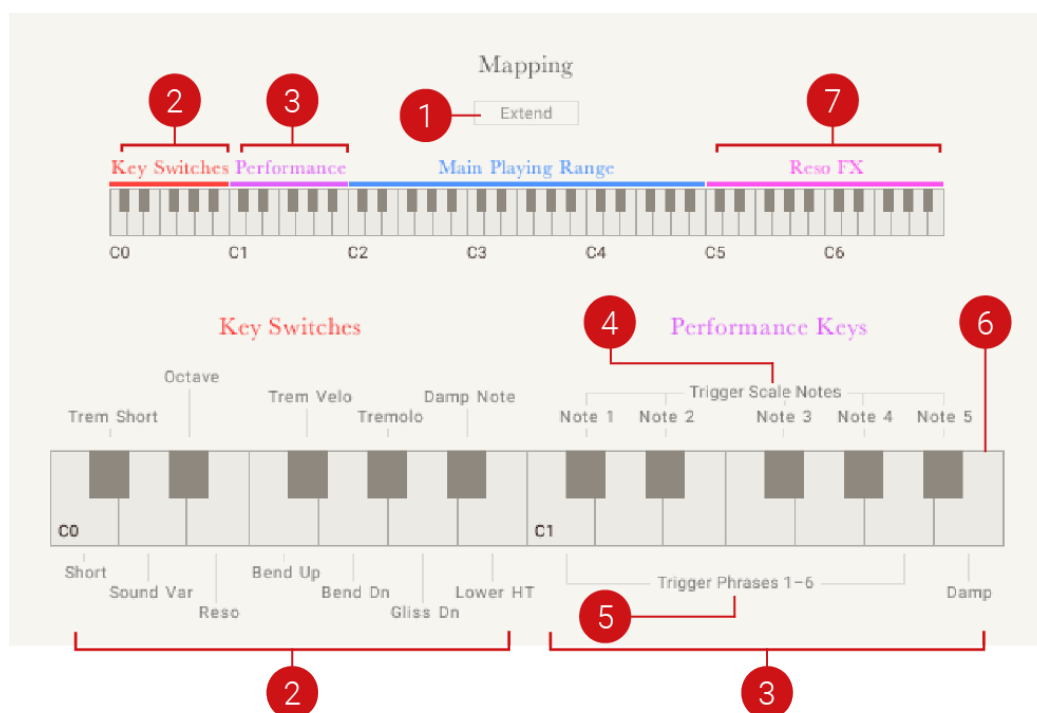 Mapping
2
3
1
Extend
7
Key Switches
Performance
Main Playing Range
Reso FX
C0
C1
C2
C3
C4
C5
C6
Key Switches
4
Performance Keys
6
Octave
Trem Velo
Damp Note
Trigger Scale Notes
Trem Short
Tremolo
Note 1
Note 2
Note 3
Note 4
Note 5
C0
C1
Short
Sound Var
Reso
Bend Up
Bend Dn
Gliss Dn
Lower HT
Trigger Phrases 1–6
Damp
5
2
3